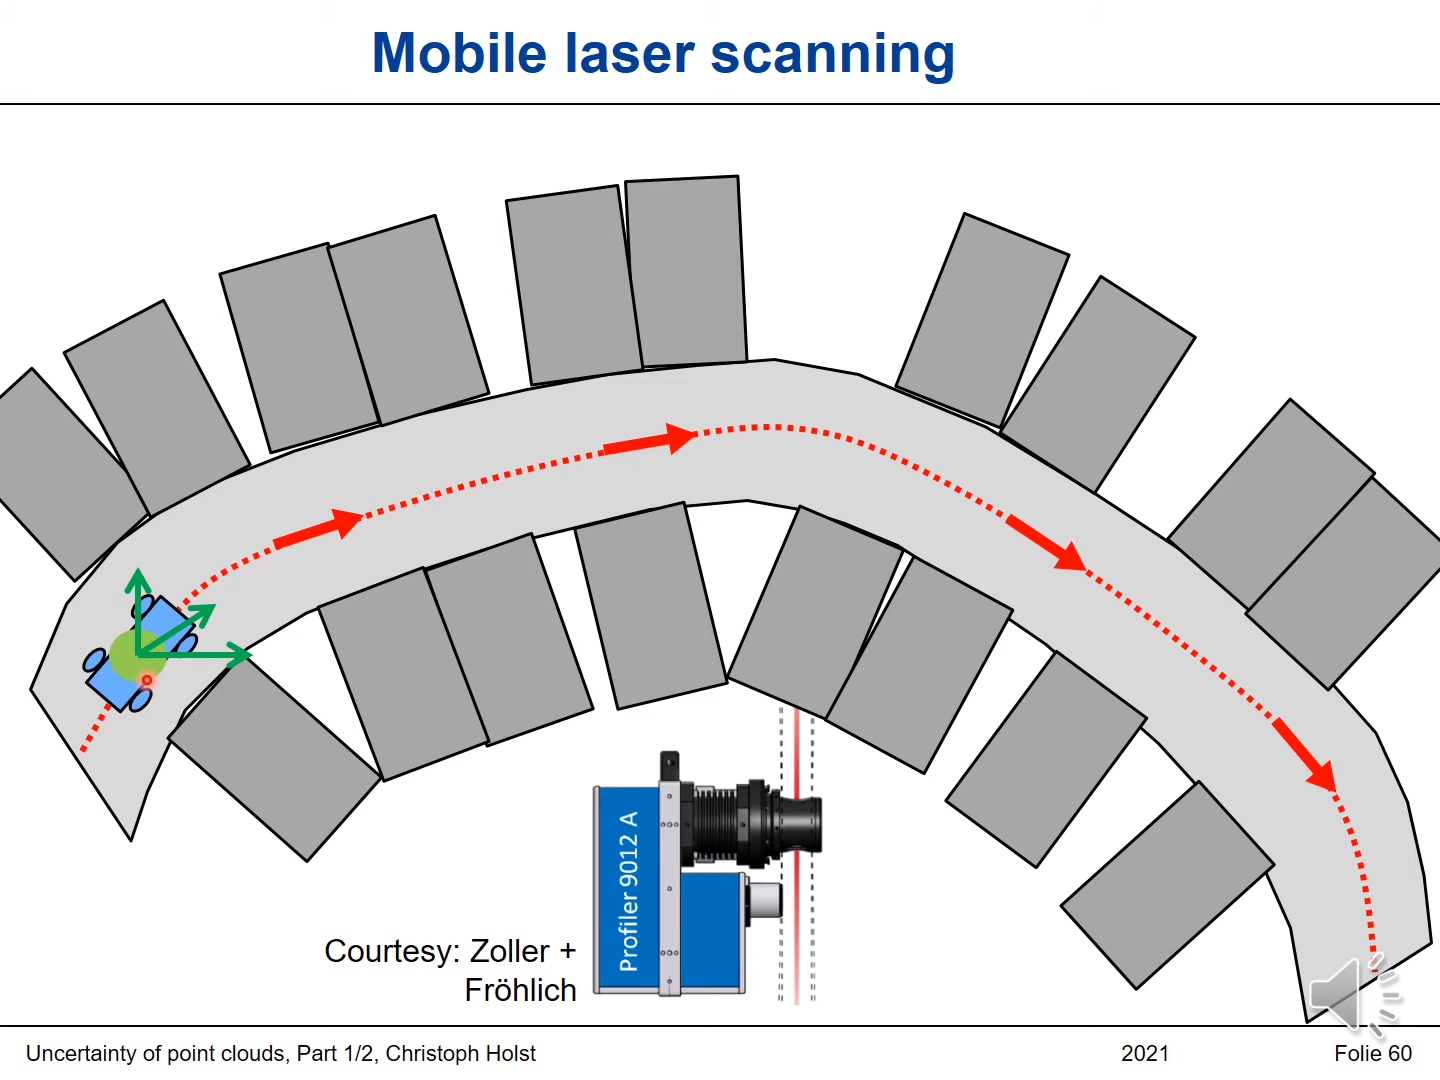 Mobile laser scanning
Profiler 9012 A
Courtesy: Zoller +
Fröhlich
Uncertainty of point clouds, Part 1/2, Christoph Holst
2021
Folie 60